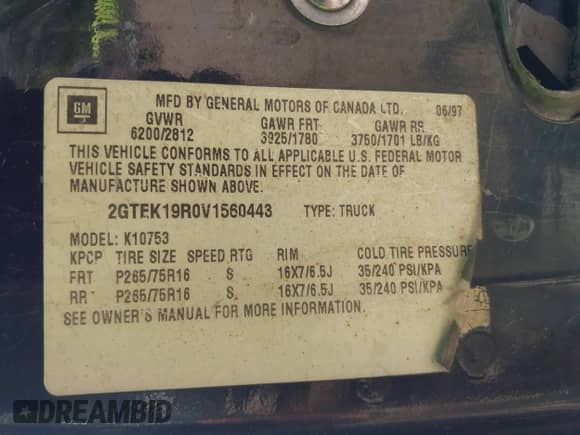 GM
MFD BY GENERAL MOTORS OF CANADA LTD. 06/97
GVWR GAWR FRT GAWR RR
6200/2812 3925/1780 3750/1701 LB/KG
THIS VEHICLE CONFORMS TO ALL APPLICABLE U.S. FEDERAL MOTOR
VEHICLE SAFETY STANDARDS IN EFFECT ON THE DATE OF
MANUFACTURE SHOWN ABOVE.
2GTEK19R0V1560443 TYPE: TRUCK
MODEL: K10753
KPCP TIRE SIZE SPEED RTG RIM COLD TIRE PRESSURE
FRT P265/75R16 S 16X7/6.5J 35/240 PSI/KPA
RR P265/75R16 S 16X7/6.5J 35/240 PSI/KPA
SEE OWNER'S MANUAL FOR MORE INFORMATION.
DREAMBID